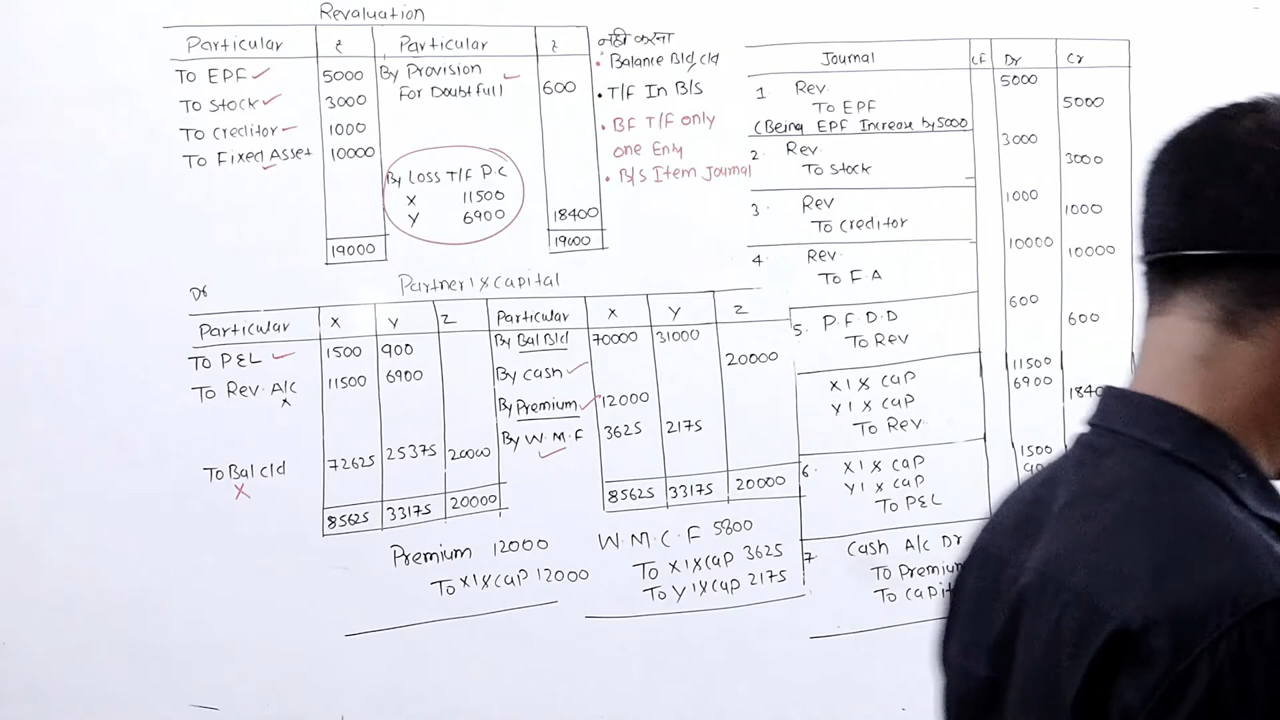 Revaluation
Particular ₹ Particular ₹
To EPF 5000 By Provision
For Doubtfull 600
To Stock 3000
To Creditor 1000
To Fixed Asset 10000
By Loss T/F P.C
X 11500
Y 6900 18400
19000 19000
नही करना
• Balance Bld, cld
• T/F In B/S
• BF T/F only
one Enly
• B/S Item Journal
Partner's capital
Dr
Particular X Y Z Particular X Y Z
To P&L 1500 900 By Bal Bld 70000 31000
To Rev. A/c 11500 6900 By cash 20000
By Premium 12000
By W.M.F 3625 2175
To Bal cld 72625 25375 20000
85625 33175 20000 85625 33175 20000
Premium 12000
To X's cap 12000
W.M.C.F 5800
To X's cap 3625
To Y's cap 2175
Journal LF Dr Cr
1. Rev. 5000
To EPF 5000
(Being EPF Increase by 5000
2. Rev. 3000
To Stock 3000
3. Rev 1000
To Creditor 1000
4. Rev. 10000
To F.A 10000
5. P.F.D.D 600
To Rev 600
X's cap 11500
Y's cap 6900
To Rev. 1840
6. X's cap 1500
Y's cap 90
To P&L
7. Cash A/c Dr
To Premium
To Capit